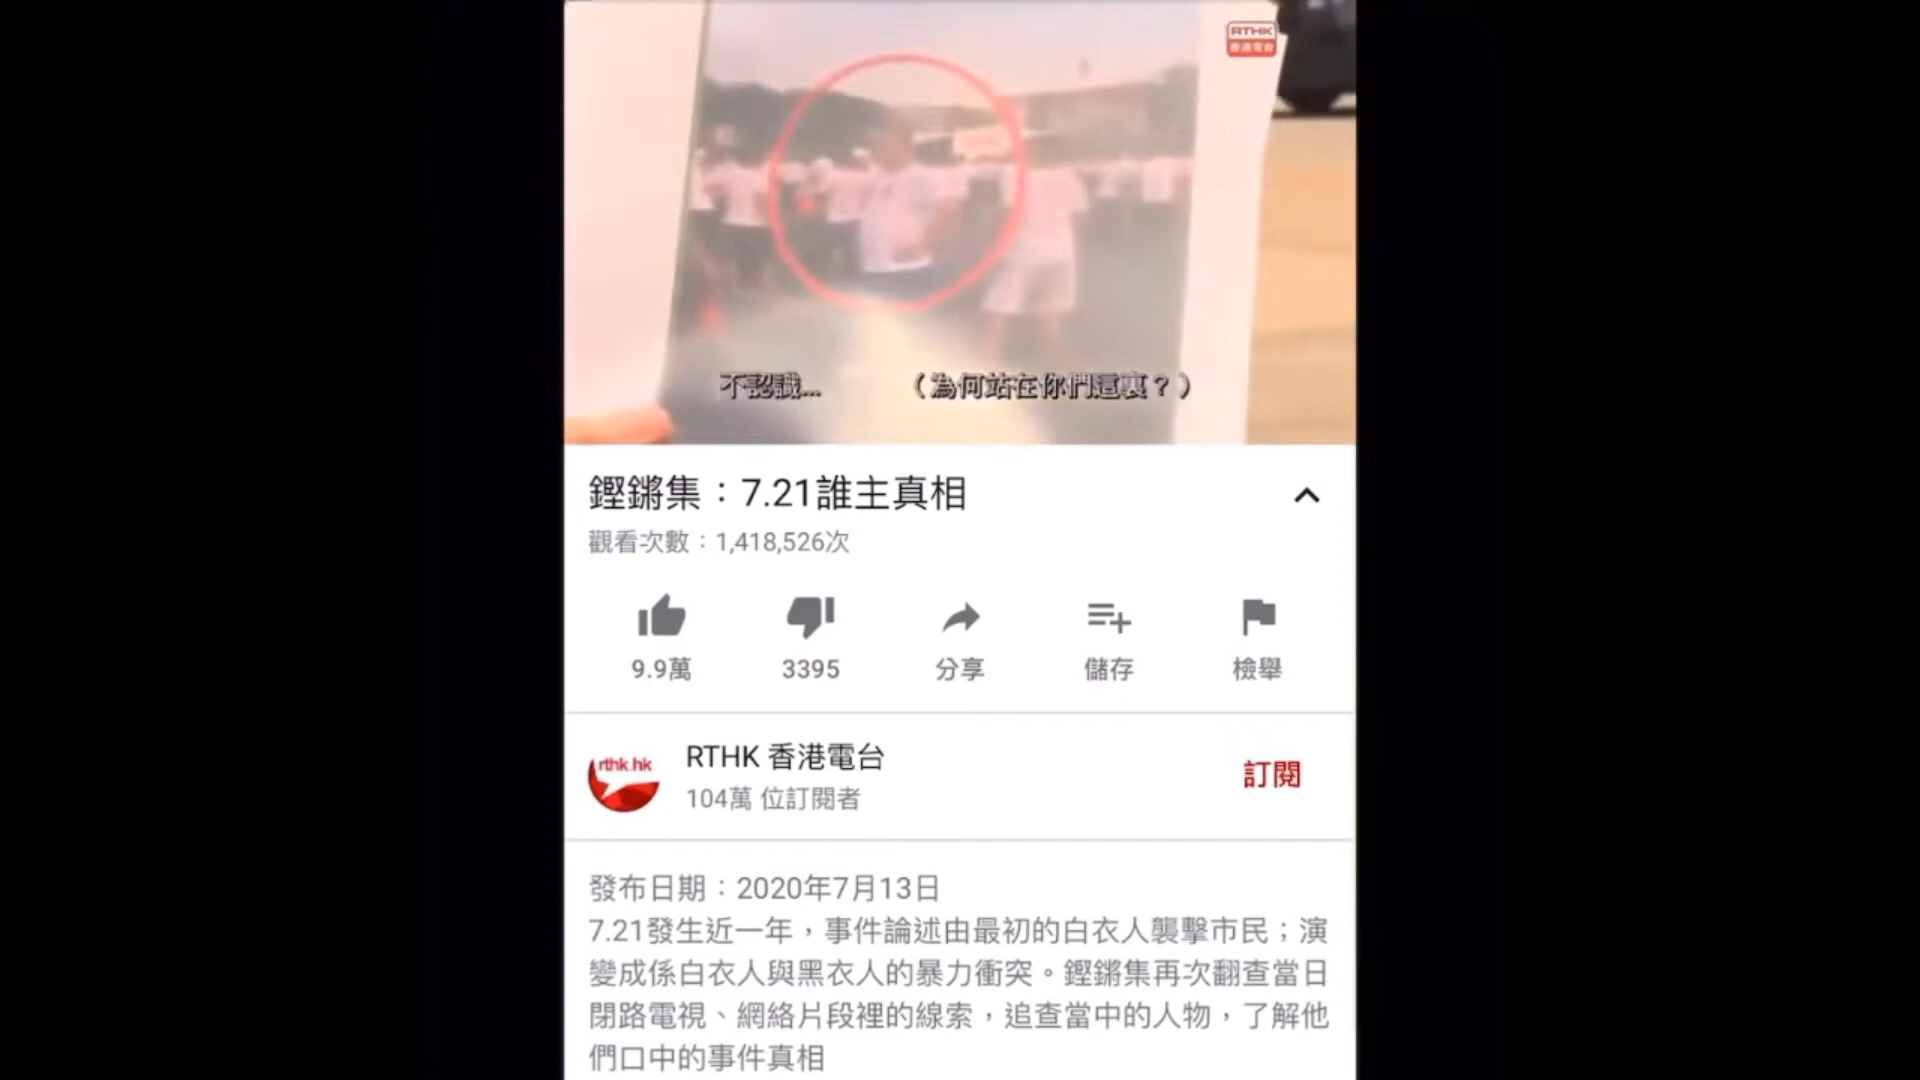 RTHK
香港電台
不認識... （為何站在你們這裏？）
鏗鏘集：7.21誰主真相
觀看次數：1,418,526次
9.9萬 3395 分享 儲存 檢舉
rthk.hk
RTHK 香港電台
104萬 位訂閱者
訂閱
發布日期：2020年7月13日
7.21發生近一年，事件論述由最初的白衣人襲擊市民；演
變成係白衣人與黑衣人的暴力衝突。鏗鏘集再次翻查當日
閉路電視、網絡片段裡的線索，追查當中的人物，了解他
們口中的事件真相